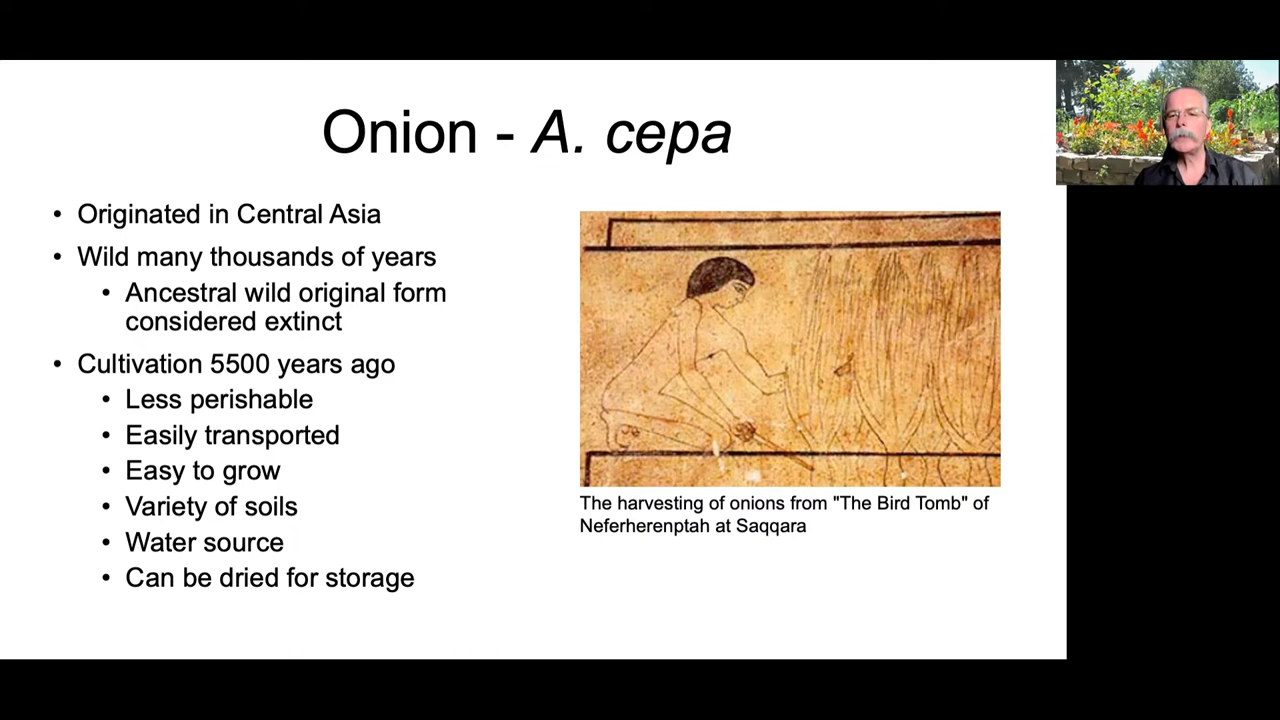 Onion - A. cepa
• Originated in Central Asia
• Wild many thousands of years
• Ancestral wild original form
considered extinct
• Cultivation 5500 years ago
• Less perishable
• Easily transported
• Easy to grow
• Variety of soils
• Water source
• Can be dried for storage
The harvesting of onions from "The Bird Tomb" of
Neferherenptah at Saqqara